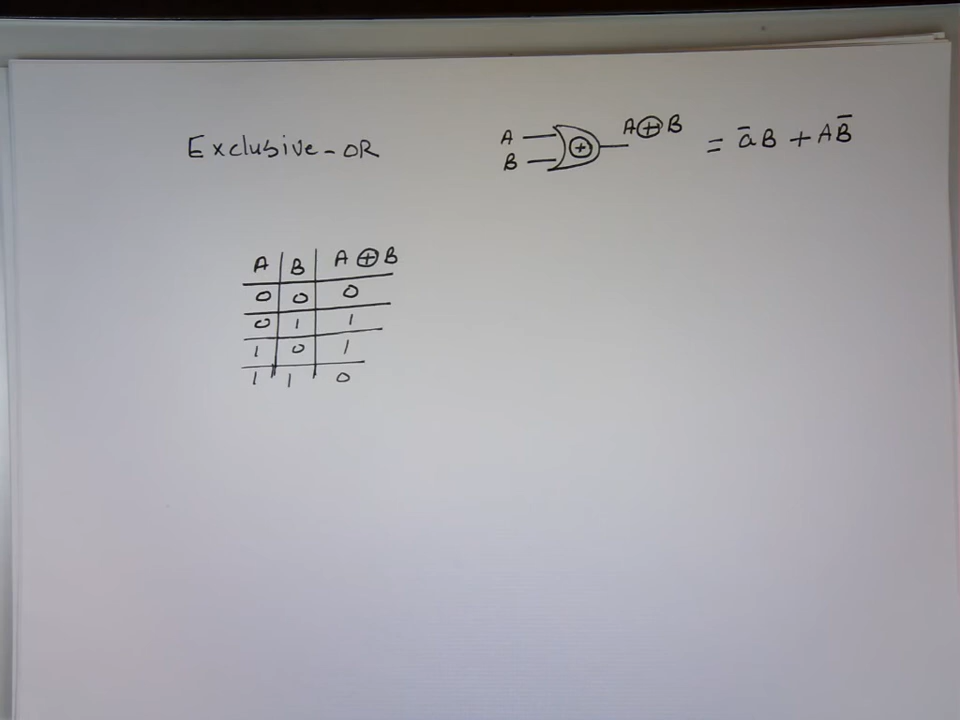 Exclusive-OR
A
B
⊕
A⊕B = āB + AB̄
A B A ⊕ B
0 0 0
0 1 1
1 0 1
1 1 0